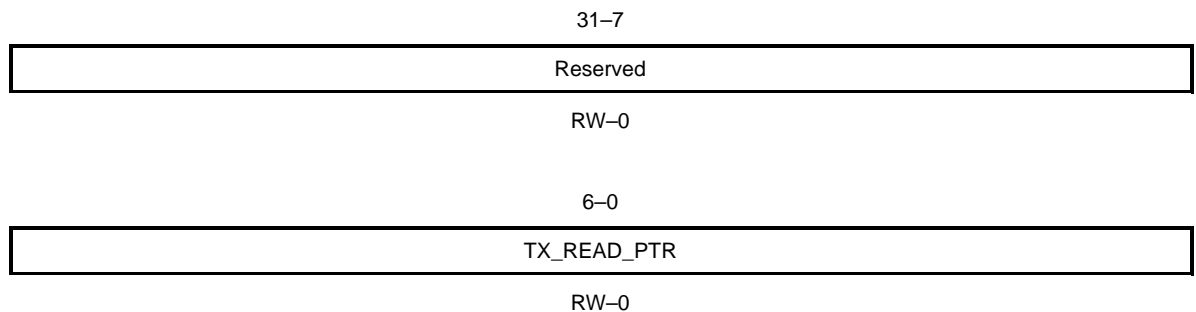 31–7
Reserved
RW–0
6–0
TX_READ_PTR
RW–0